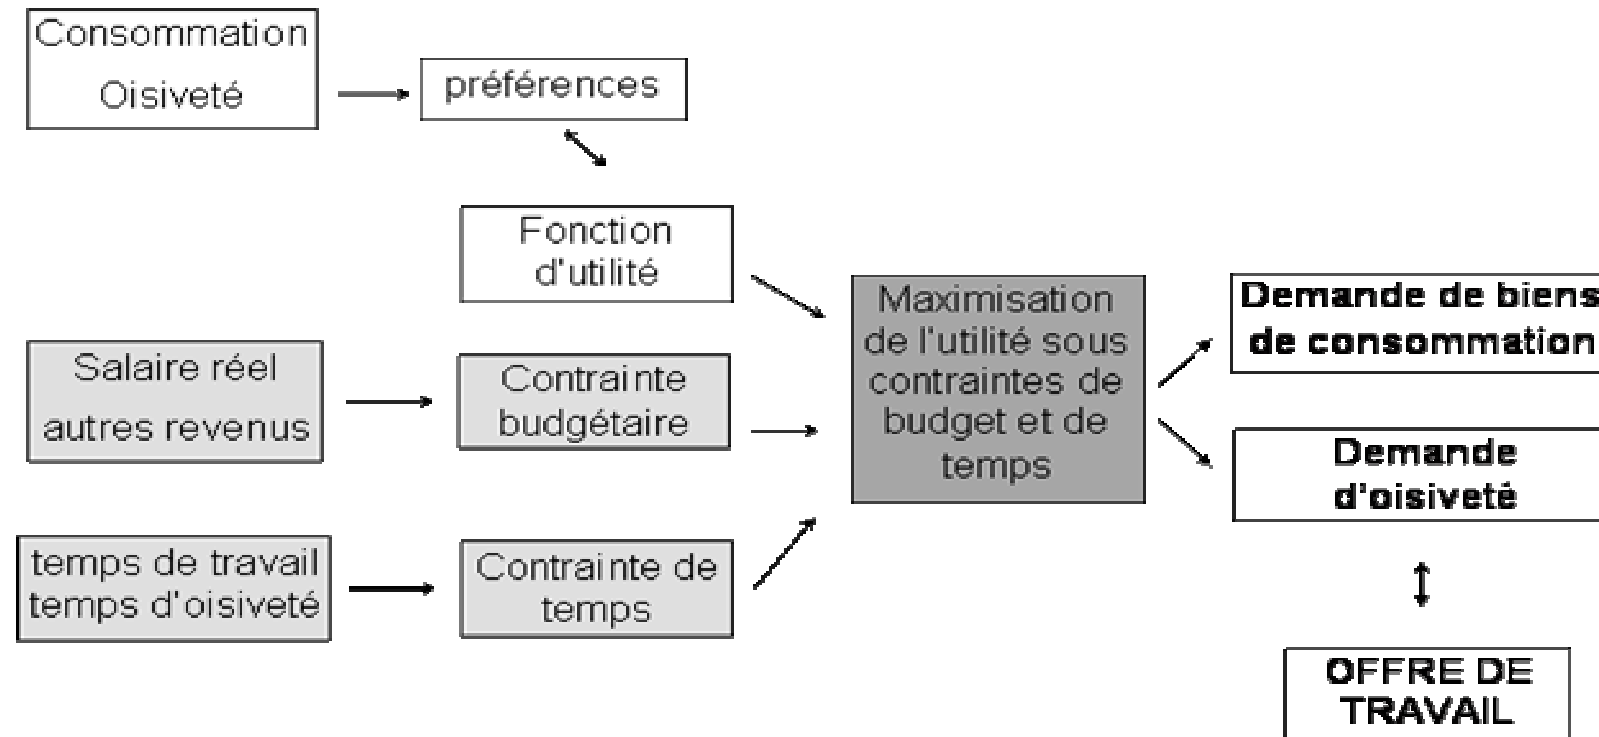 Consommation
Oisiveté
préférences
Fonction
d'utilité
Salaire réel
autres revenus
Contrainte
budgétaire
temps de travail
temps d'oisiveté
Contrainte de
temps
Maximisation
de l'utilité sous
contraintes de
budget et de
temps
Demande de biens
de consommation
Demande
d'oisiveté
OFFRE DE
TRAVAIL